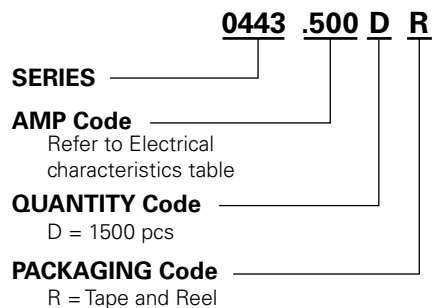 0443 .500 D R
SERIES
AMP Code
Refer to Electrical
characteristics table
QUANTITY Code
D = 1500 pcs
PACKAGING Code
R = Tape and Reel